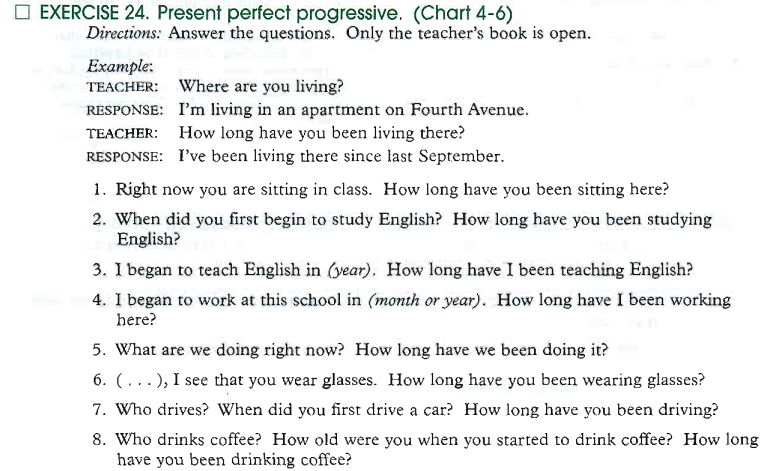 □ EXERCISE 24. Present perfect progressive. (Chart 4-6)
Directions: Answer the questions. Only the teacher's book is open.
Example:
TEACHER: Where are you living?
RESPONSE: I'm living in an apartment on Fourth Avenue.
TEACHER: How long have you been living there?
RESPONSE: I've been living there since last September.
1. Right now you are sitting in class. How long have you been sitting here?
2. When did you first begin to study English? How long have you been studying
English?
3. I began to teach English in (year). How long have I been teaching English?
4. I began to work at this school in (month or year). How long have I been working
here?
5. What are we doing right now? How long have we been doing it?
6. ( . . . ), I see that you wear glasses. How long have you been wearing glasses?
7. Who drives? When did you first drive a car? How long have you been driving?
8. Who drinks coffee? How old were you when you started to drink coffee? How long
have you been drinking coffee?